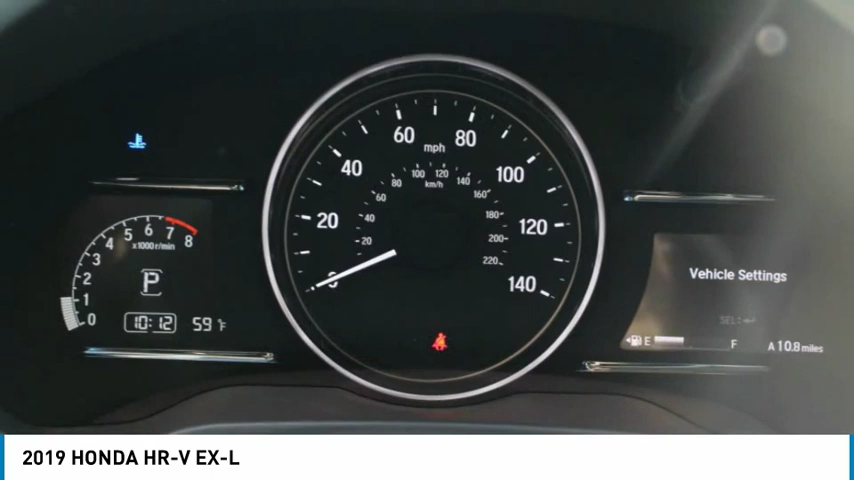 60 80
mph
40 100
100 120
80 140
km/h
60 160
20 120
40 180
20 200
220
0 140
0 1 2 3 4 5 6 7 8
x1000 r/min
P
10:12 59°F
Vehicle Settings
SEL:
E F A 10.8 miles
2019 HONDA HR-V EX-L